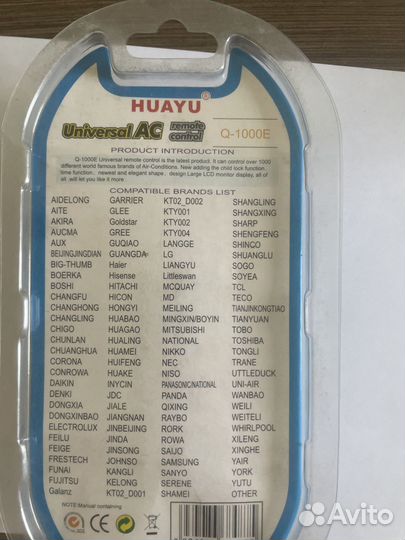 HUAYU ®
Universal AC remote control Q-1000E
PRODUCT INTRODUCTION
Q-1000E Universal remote control is the latest product. It can control over 1000
different world famous brands of Air-Conditions. New adding the child lock function
time function. newest and elegant shape . design Large LCD monitor display, all of
all will let you more excited.
COMPATIBLE BRANDS LIST
AIDELONG GARRIER KT02_D002 SHANGLING
AITE GLEE KTY001 SHANGXING
AKIRA Goldstar KTY002 SHARP
AUCMA GREE KTY004 SHENGFENG
AUX GUQIAO LANGGE SHINCO
BEIJINGJINGDIAN GUANGDA LG SHUANGLU
BIG-THUMB Haier LIANGYU SOGO
BOERKA Hisense Littleswan SOYEA
BOSHI HITACHI MCQUAY TCL
CHANGFU HICON MD TECO
CHANGHONG HONGYI MEILING TIANJINKONGTIAO
CHANGLING HUABAO MINGXIN/BOYIN TIANYUAN
CHIGO HUAGAO MITSUBISHI TOBO
CHUNLAN HUALING NATIONAL TOSHIBA
CHUANGHUA HUAMEI NIKKO TONGLI
CORONA HUIFENG NEC TRANE
CONROWA HUAKE NISO UTTLEDUCK
DAIKIN INYCIN PANASONIC/NATIONAL UNI-AIR
DENKI JDC PANDA WANBAO
DONGXIA JIALE QIXING WEILI
DONGXINBAO JIANGNAN RAYBO WEITELI
ELECTROLUX JINBEIJING RORK WHIRLPOOL
FEILU JINDA ROWA XILENG
FEIGE JINSONG SAIJO XINGHE
FRESTECH JOHNSO SAMSUNG YAIR
FUNAI KANGLI SANYO YORK
FUJITSU KELONG SERENE YUTU
Galanz KT02_D001 SHAMEI OTHER
NOTE:Manual containing
CE
Avito